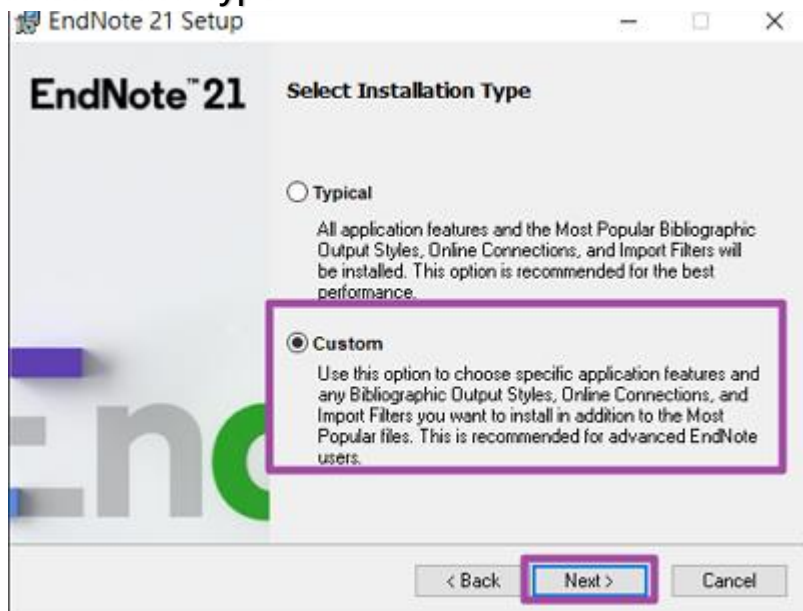 EndNote 21 Setup
EndNote™21
Select Installation Type
Typical
All application features and the Most Popular Bibliographic
Output Styles, Online Connections, and Import Filters will
be installed. This option is recommended for the best
performance.
Custom
Use this option to choose specific application features and
any Bibliographic Output Styles, Online Connections, and
Import Filters you want to install in addition to the Most
Popular files. This is recommended for advanced EndNote
users.
< Back
Next >
Cancel